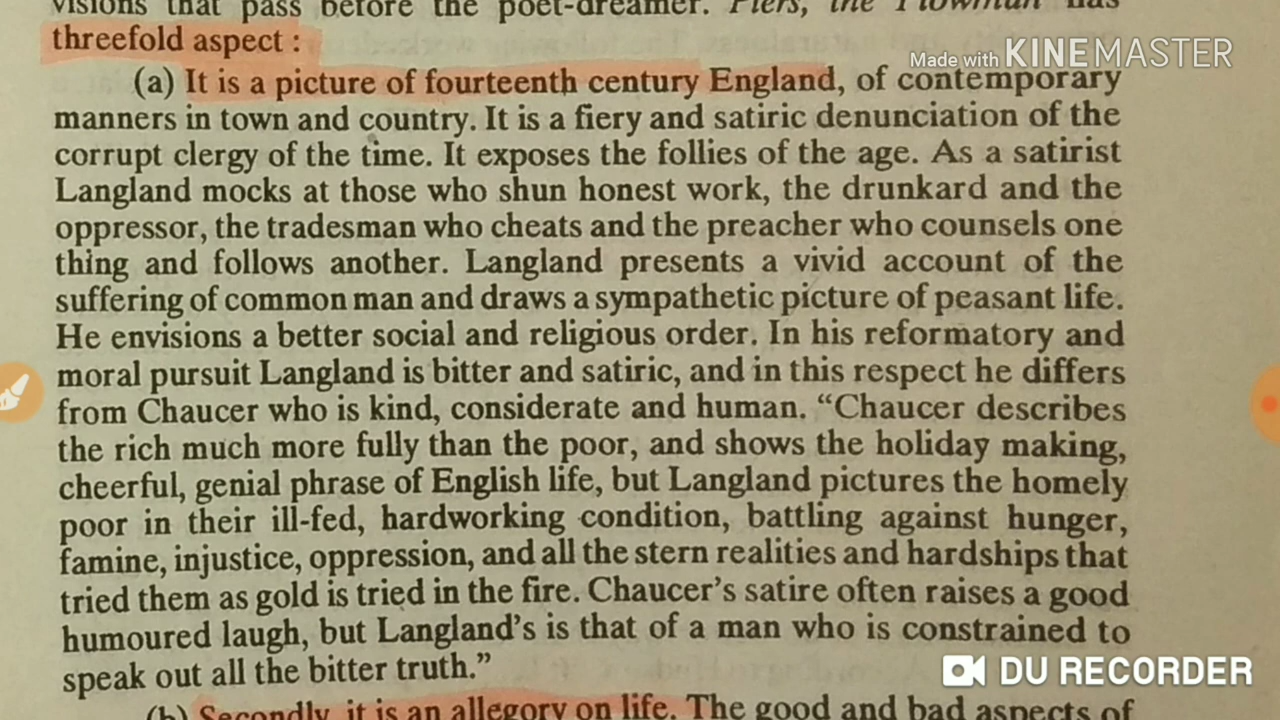 visions that pass before the poet-dreamer. Piers, the Plowman has
threefold aspect :
Made with KINEMASTER
(a) It is a picture of fourteenth century England, of contemporary
manners in town and country. It is a fiery and satiric denunciation of the
corrupt clergy of the time. It exposes the follies of the age. As a satirist
Langland mocks at those who shun honest work, the drunkard and the
oppressor, the tradesman who cheats and the preacher who counsels one
thing and follows another. Langland presents a vivid account of the
suffering of common man and draws a sympathetic picture of peasant life.
He envisions a better social and religious order. In his reformatory and
moral pursuit Langland is bitter and satiric, and in this respect he differs
from Chaucer who is kind, considerate and human. “Chaucer describes
the rich much more fully than the poor, and shows the holiday making,
cheerful, genial phrase of English life, but Langland pictures the homely
poor in their ill-fed, hardworking condition, battling against hunger,
famine, injustice, oppression, and all the stern realities and hardships that
tried them as gold is tried in the fire. Chaucer’s satire often raises a good
humoured laugh, but Langland’s is that of a man who is constrained to
speak out all the bitter truth.”
DU RECORDER
(b) Secondly, it is an allegory on life. The good and bad aspects of